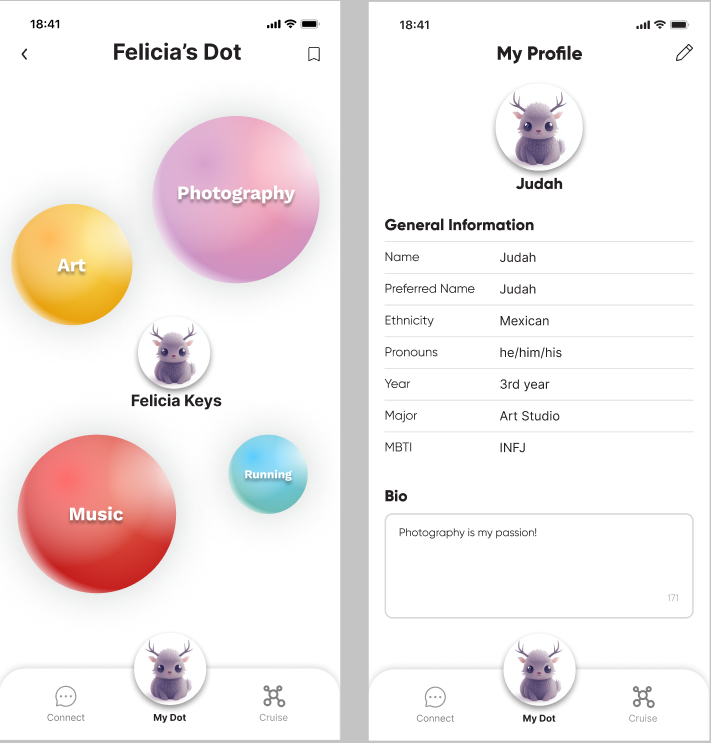 18:41
Felicia's Dot
Photography
Art
Felicia Keys
Running
Music
Connect
My Dot
Cruise
18:41
My Profile
Judah
General Information
Name Judah
Preferred Name Judah
Ethnicity Mexican
Pronouns he/him/his
Year 3rd year
Major Art Studio
MBTI INFJ
Bio
Photography is my passion!
171
Connect
My Dot
Cruise